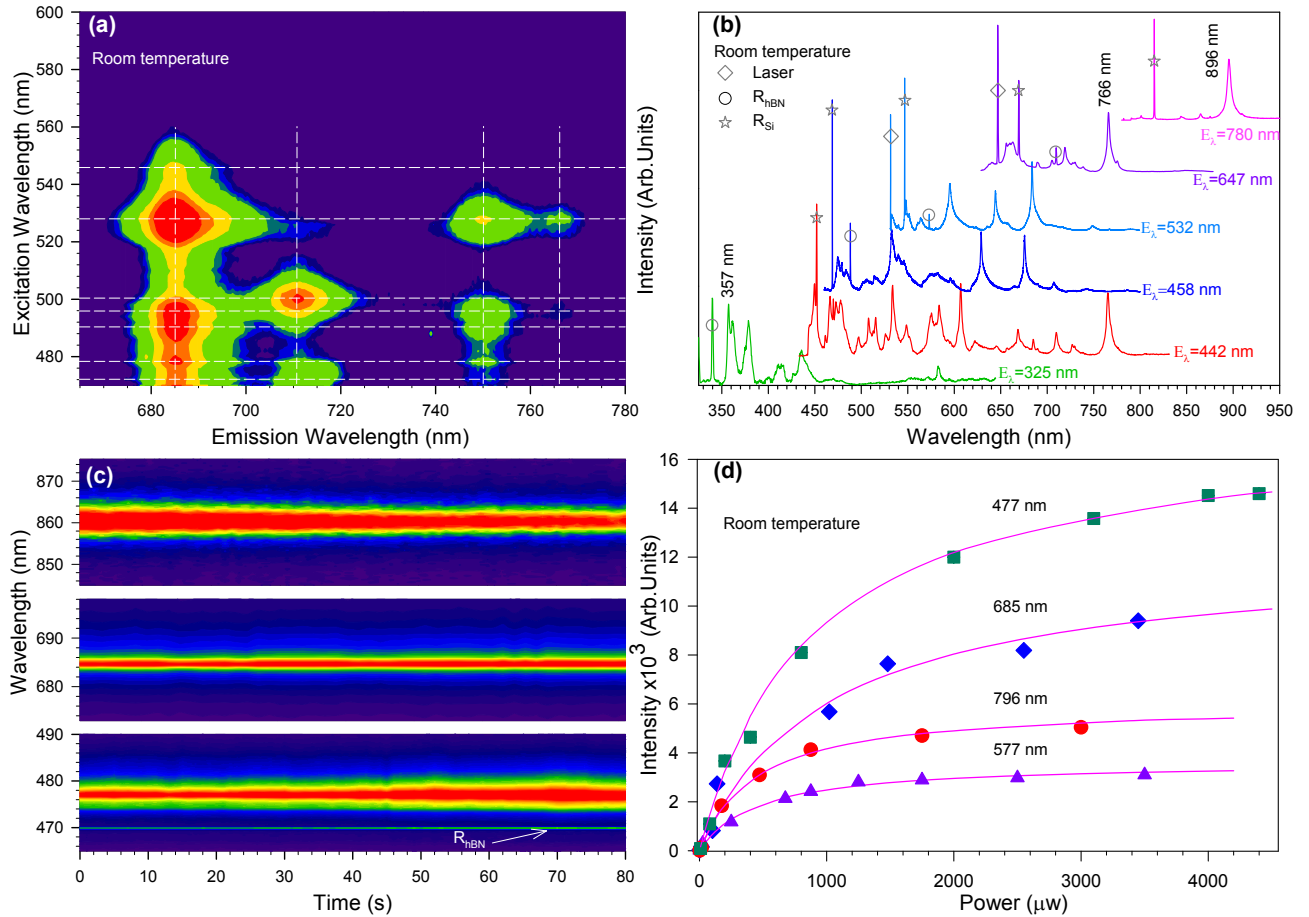 (a)
Room temperature
Excitation Wavelength (nm)
600
580
560
540
520
500
480
680 700 720 740 760 780
Emission Wavelength (nm)
(b)
Room temperature
Laser
R_hBN
R_Si
Intensity (Arb.Units)
357 nm
766 nm
896 nm
E_λ=780 nm
E_λ=647 nm
E_λ=532 nm
E_λ=458 nm
E_λ=442 nm
E_λ=325 nm
350 400 450 500 550 600 650 700 750 800 850 900 950
Wavelength (nm)
(c)
Wavelength (nm)
870
860
850
690
680
490
480
470
R_hBN
0 10 20 30 40 50 60 70 80
Time (s)
(d)
Room temperature
Intensity x10³ (Arb.Units)
16
14
12
10
8
6
4
2
0
477 nm
685 nm
796 nm
577 nm
0 1000 2000 3000 4000
Power (μw)